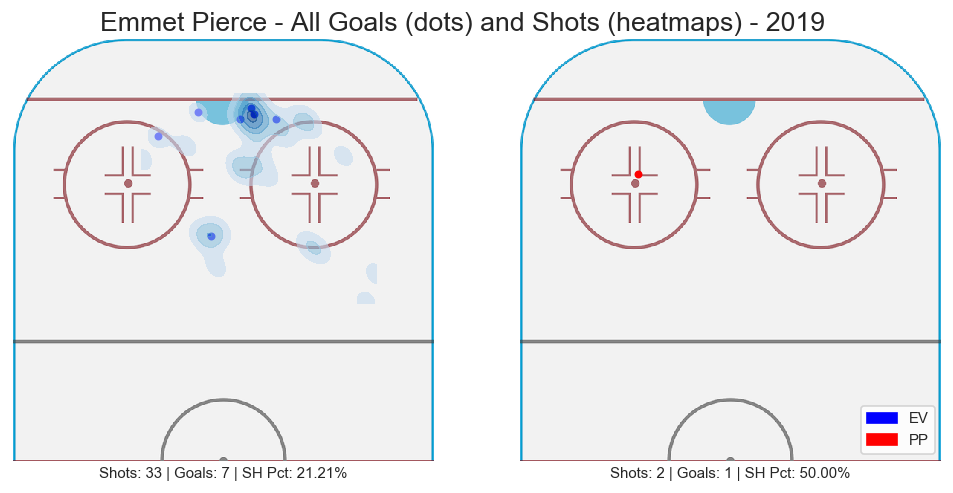 Emmet Pierce - All Goals (dots) and Shots (heatmaps) - 2019
EV
PP
Shots: 33 | Goals: 7 | SH Pct: 21.21%
Shots: 2 | Goals: 1 | SH Pct: 50.00%